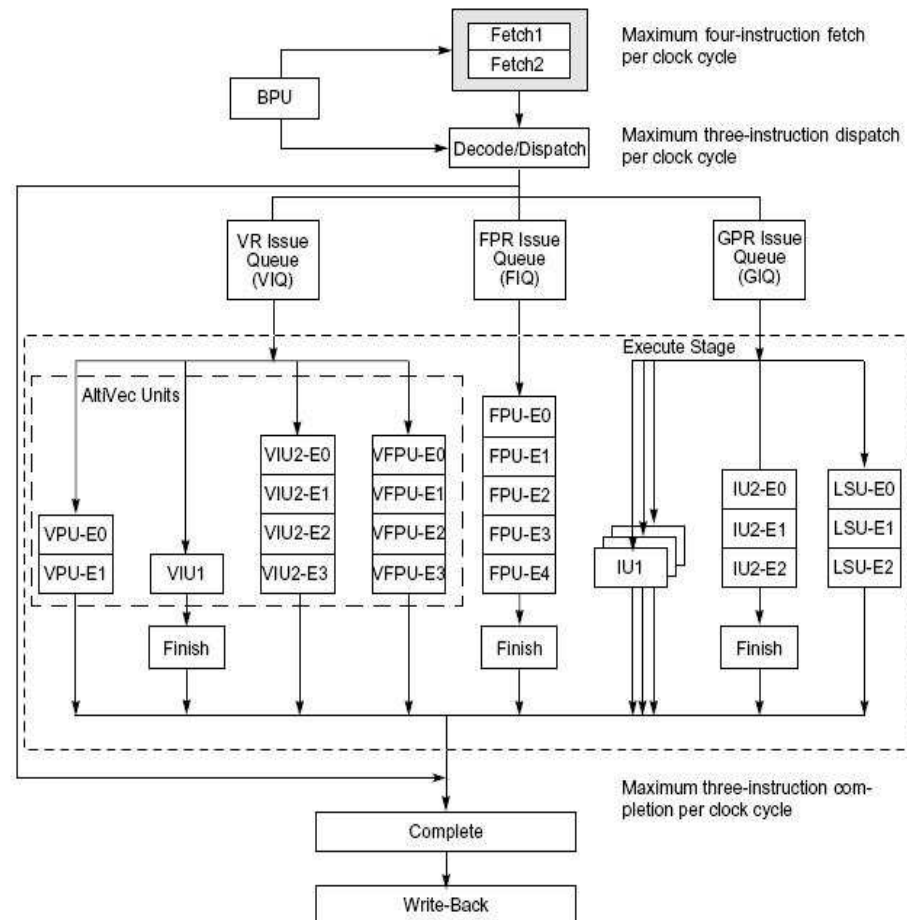 Fetch1
Fetch2
Maximum four-instruction fetch
per clock cycle
BPU
Decode/Dispatch
Maximum three-instruction dispatch
per clock cycle
VR Issue
Queue
(VIQ)
FPR Issue
Queue
(FIQ)
GPR Issue
Queue
(GIQ)
Execute Stage
AltiVec Units
VPU-E0
VPU-E1
VIU1
Finish
VIU2-E0
VIU2-E1
VIU2-E2
VIU2-E3
VFPU-E0
VFPU-E1
VFPU-E2
VFPU-E3
FPU-E0
FPU-E1
FPU-E2
FPU-E3
FPU-E4
Finish
IU1
IU2-E0
IU2-E1
IU2-E2
Finish
LSU-E0
LSU-E1
LSU-E2
Maximum three-instruction com-
pletion per clock cycle
Complete
Write-Back